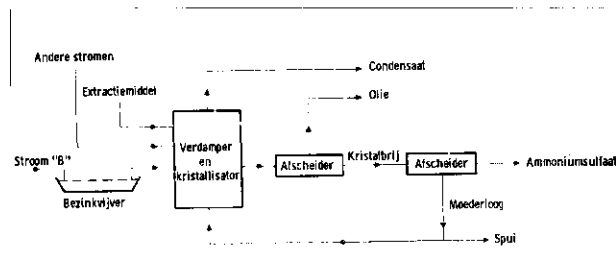 Andere stromen
Condensaat
Extractiemiddel
Olie
Verdamper
en
kristallisator
Stroom "B"
Bezinkvijver
Afscheider
Kristalbrij
Afscheider
Ammoniumsulfaat
Moederloog
Spui